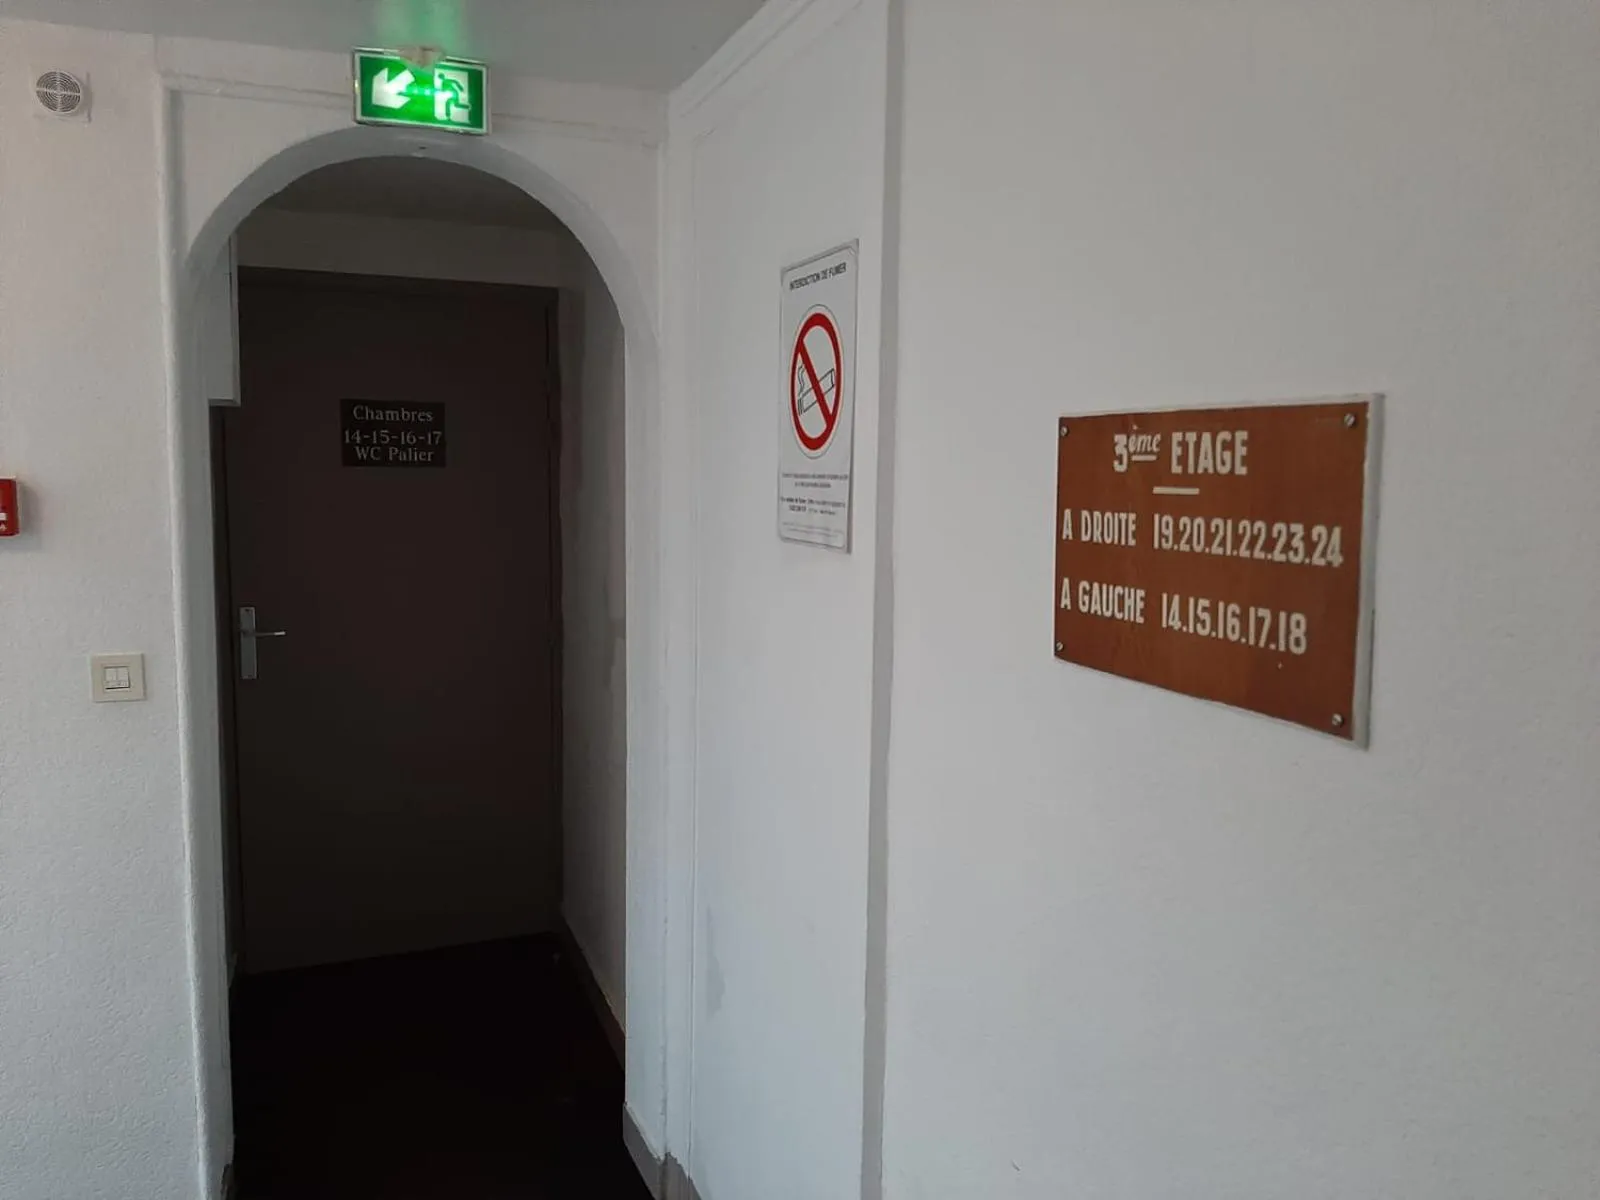 Chambres
14-15-16-17
WC Palier
INTERDICTION DE FUMER
3ème ETAGE
A DROITE 19.20.21.22.23.24
A GAUCHE 14.15.16.17.18